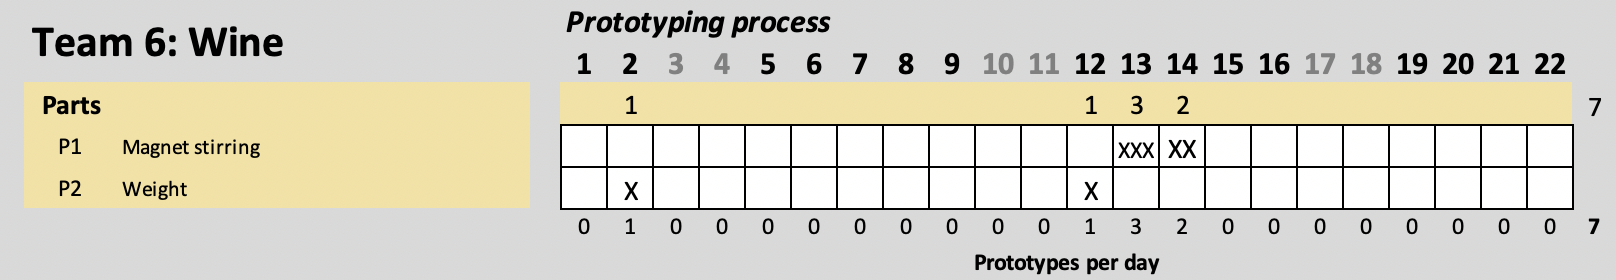 Team 6: Wine
Prototyping process
1 2 3 4 5 6 7 8 9 10 11 12 13 14 15 16 17 18 19 20 21 22
Parts 1 1 3 2 7
P1 Magnet stirring XXX XX
P2 Weight X X
0 1 0 0 0 0 0 0 0 0 0 1 3 2 0 0 0 0 0 0 0 0 7
Prototypes per day